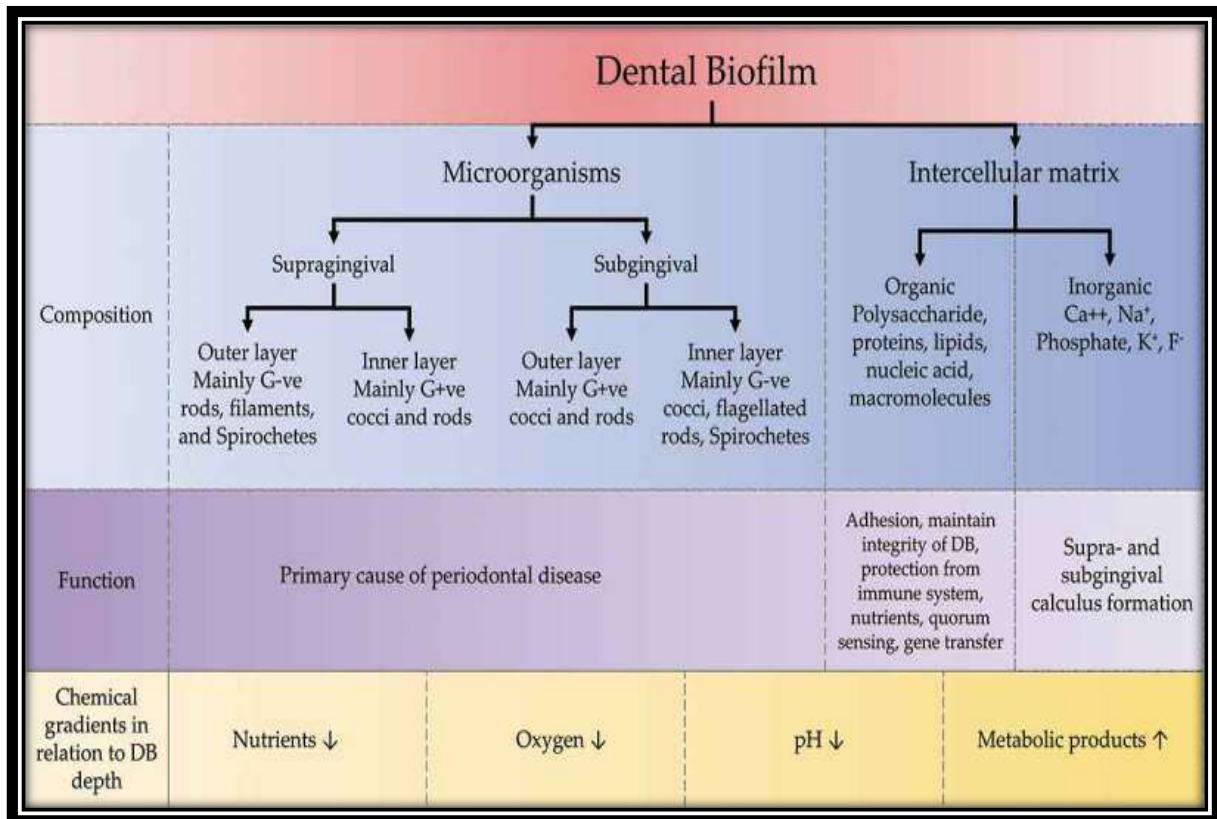 Dental Biofilm
Composition
Microorganisms
Intercellular matrix
Supragingival
Subgingival
Outer layer
Mainly G-ve
rods, filaments,
and Spirochetes
Inner layer
Mainly G+ve
cocci and rods
Outer layer
Mainly G+ve
cocci and rods
Inner layer
Mainly G-ve
cocci, flagellated
rods, Spirochetes
Organic
Polysaccharide,
proteins, lipids,
nucleic acid,
macromolecules
Inorganic
Ca++, Na⁺,
Phosphate, K⁺, F⁻
Function
Primary cause of periodontal disease
Adhesion, maintain
integrity of DB,
protection from
immune system,
nutrients, quorum
sensing, gene transfer
Supra- and
subgingival
calculus formation
Chemical
gradients in
relation to DB
depth
Nutrients ↓
Oxygen ↓
pH ↓
Metabolic products ↑